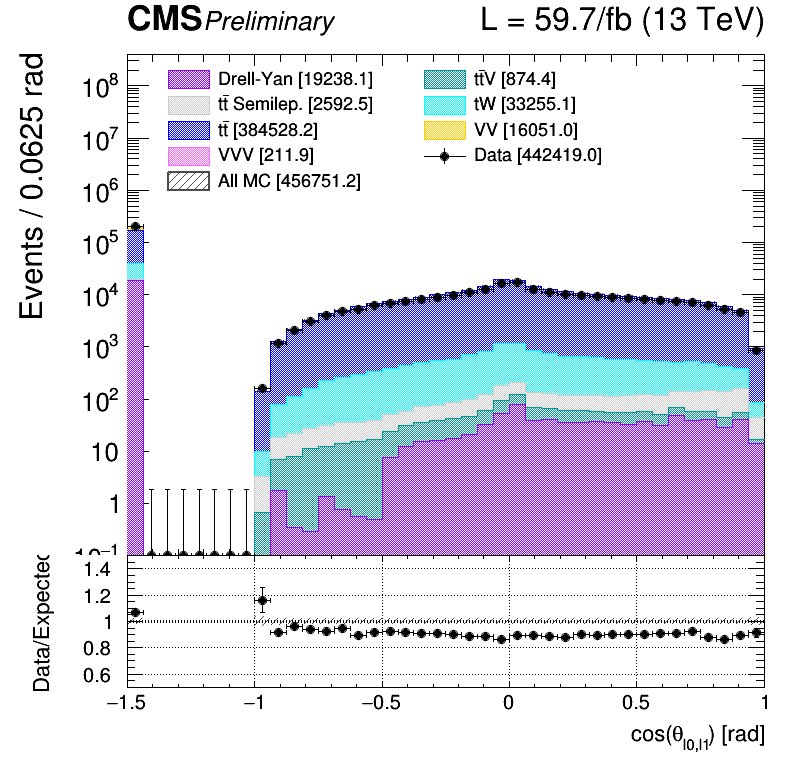 CMS Preliminary L = 59.7/fb (13 TeV)
Events / 0.0625 rad
Drell-Yan [19238.1]
tt̄ Semilep. [2592.5]
tt̄ [384528.2]
VVV [211.9]
All MC [456751.2]
tt̄V [874.4]
tW [33255.1]
VV [16051.0]
Data [442419.0]
10⁸
10⁷
10⁶
10⁵
10⁴
10³
10²
10
1
10⁻¹
Data/Expected
1.4
1.2
1
0.8
0.6
−1.5 −1 −0.5 0 0.5 1
cos(θ_l0,l1) [rad]